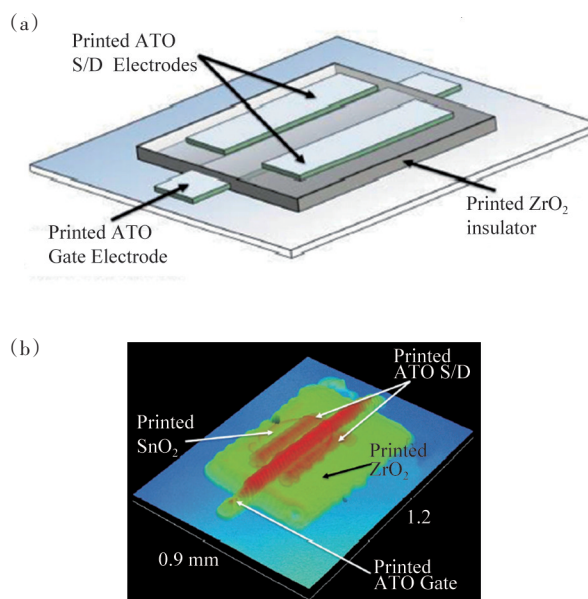 (a)
Printed ATO
S/D Electrodes
Printed ATO
Gate Electrode
Printed ZrO₂
insulator
(b)
Printed
ATO S/D
Printed
SnO₂
Printed
ZrO₂
1.2
0.9 mm
Printed
ATO Gate